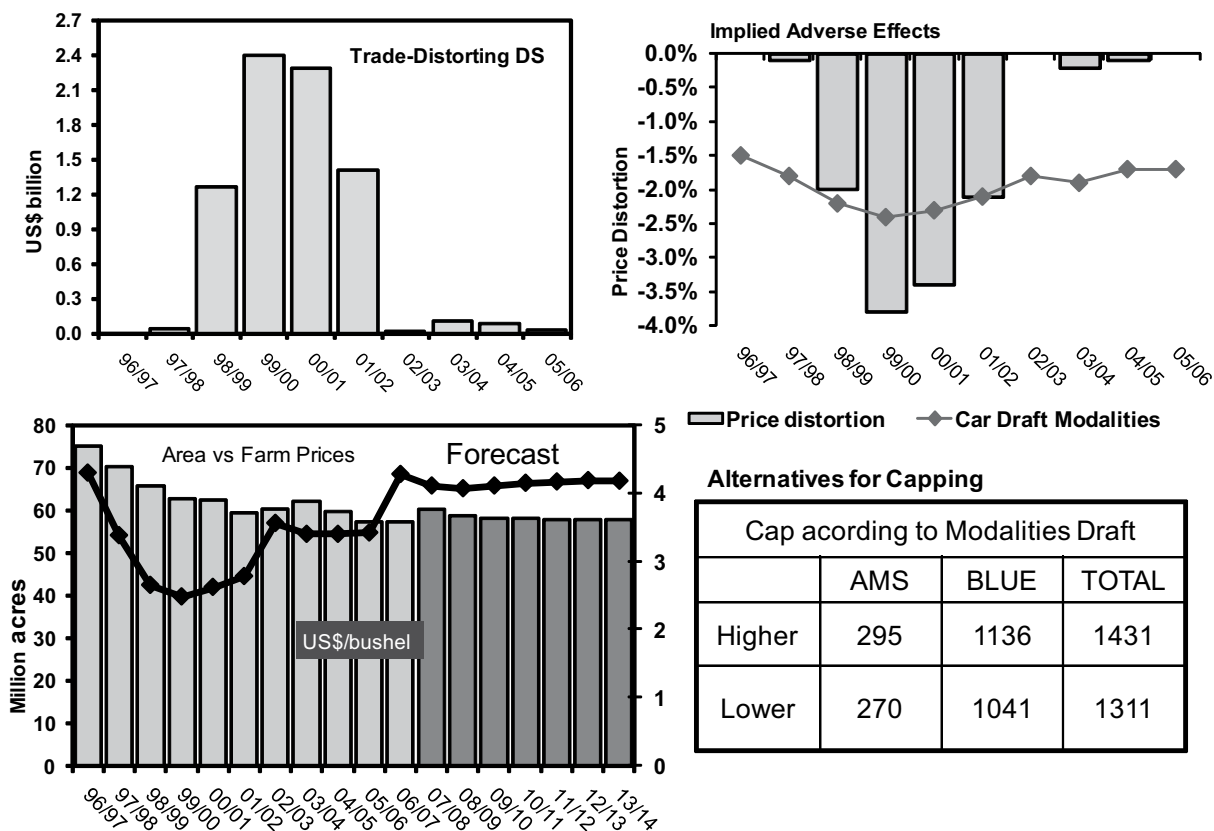 Trade-Distorting DS
US$ billion
2.7
2.4
2.1
1.8
1.5
1.2
0.9
0.6
0.3
0.0
96/97 97/98 98/99 99/00 00/01 01/02 02/03 03/04 04/05 05/06
Implied Adverse Effects
Price Distortion
0.0%
-0.5%
-1.0%
-1.5%
-2.0%
-2.5%
-3.0%
-3.5%
-4.0%
96/97 97/98 98/99 99/00 00/01 01/02 02/03 03/04 04/05 05/06
Price distortion Car Draft Modalities
Area vs Farm Prices
Forecast
Million acres
80
70
60
50
40
30
20
10
0
5
4
3
2
1
0
US$/bushel
96/97 97/98 98/99 99/00 00/01 01/02 02/03 03/04 04/05 05/06 06/07 07/08 08/09 09/10 10/11 11/12 12/13 13/14
Alternatives for Capping
Cap acording to Modalities Draft
AMS BLUE TOTAL
Higher 295 1136 1431
Lower 270 1041 1311